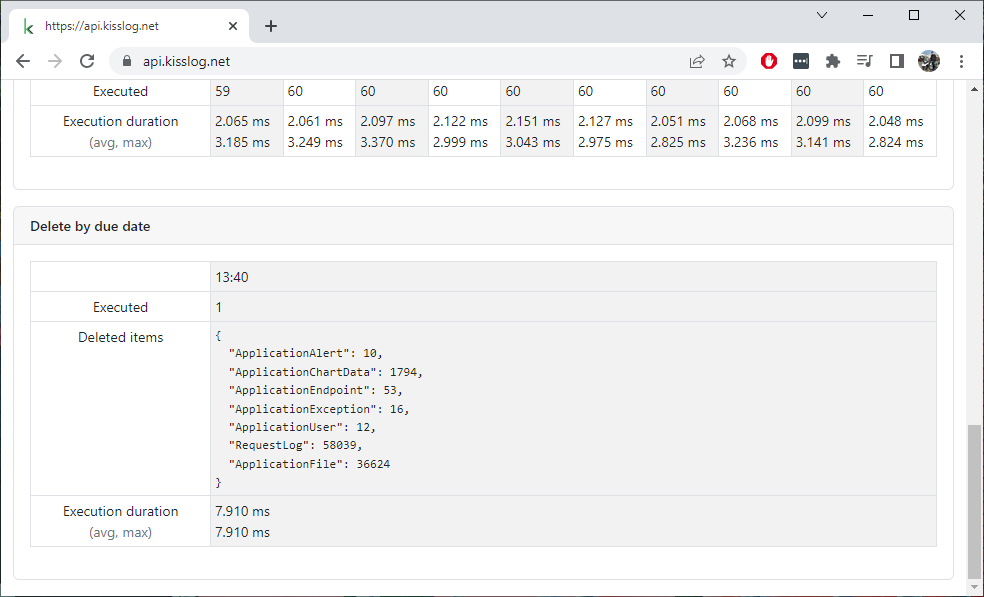 https://api.kisslog.net
api.kisslog.net
Executed 59 60 60 60 60 60 60 60 60 60
Execution duration 2.065 ms 2.061 ms 2.097 ms 2.122 ms 2.151 ms 2.127 ms 2.051 ms 2.068 ms 2.099 ms 2.048 ms
(avg, max) 3.185 ms 3.249 ms 3.370 ms 2.999 ms 3.043 ms 2.975 ms 2.825 ms 3.236 ms 3.141 ms 2.824 ms
Delete by due date
13:40
Executed 1
Deleted items {
"ApplicationAlert": 10,
"ApplicationChartData": 1794,
"ApplicationEndpoint": 53,
"ApplicationException": 16,
"ApplicationUser": 12,
"RequestLog": 58039,
"ApplicationFile": 36624
}
Execution duration 7.910 ms
(avg, max) 7.910 ms